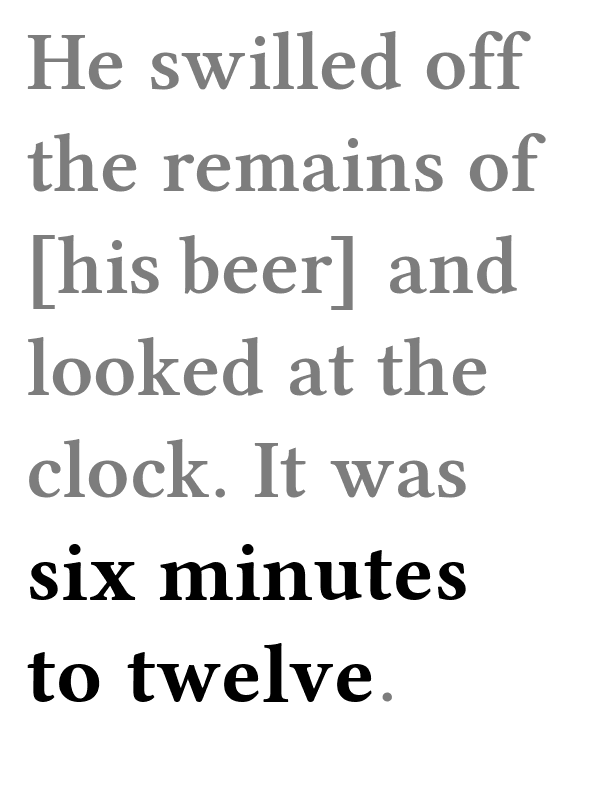 He swilled off
the remains of
[his beer] and
looked at the
clock. It was
six minutes
to twelve.